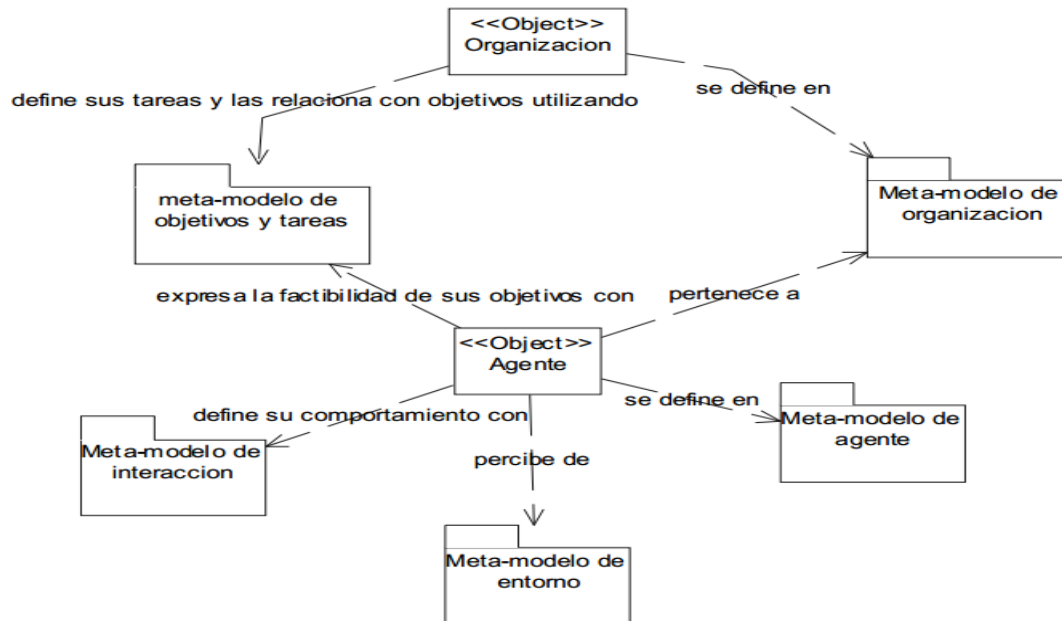 <<Object>>
Organizacion
define sus tareas y las relaciona con objetivos utilizando
se define en
meta-modelo de
objetivos y tareas
Meta-modelo de
organizacion
expresa la factibilidad de sus objetivos con
pertenece a
<<Object>>
Agente
define su comportamiento con
se define en
Meta-modelo de
interaccion
Meta-modelo de
agente
percibe de
Meta-modelo de
entorno